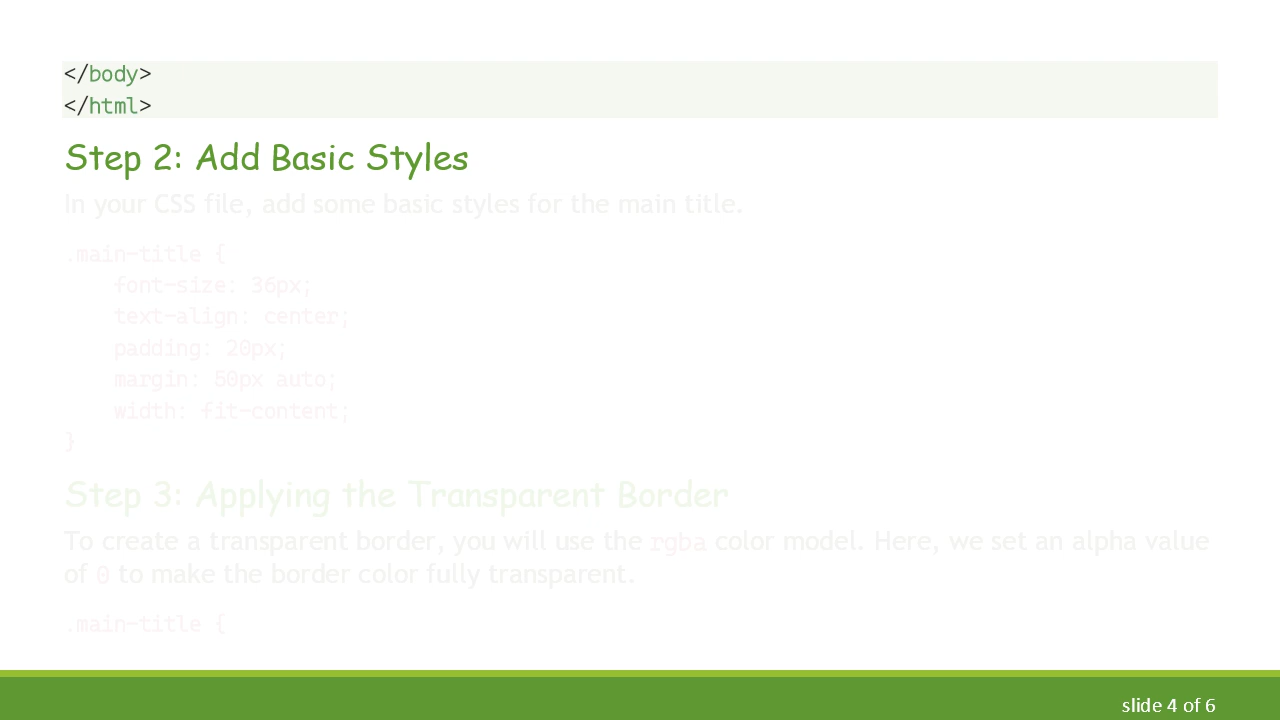 </body>
</html>
Step 2: Add Basic Styles
In your CSS file, add some basic styles for the main title.
.main-title {
    font-size: 36px;
    text-align: center;
    padding: 20px;
    margin: 50px auto;
    width: fit-content;
}
Step 3: Applying the Transparent Border
To create a transparent border, you will use the rgba color model. Here, we set an alpha value
of 0 to make the border color fully transparent.
.main-title {
slide 4 of 6